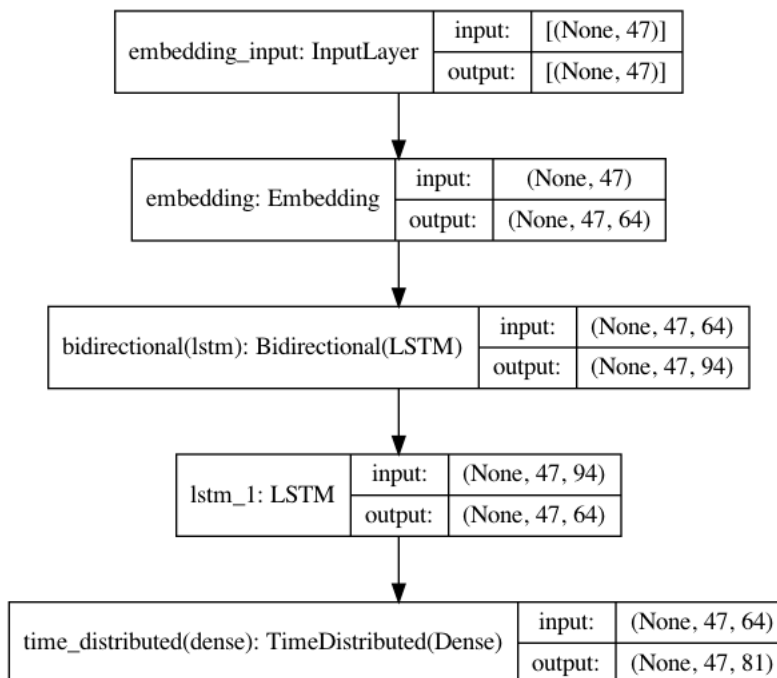 embedding_input: InputLayer
input: [(None, 47)]
output: [(None, 47)]
embedding: Embedding
input: (None, 47)
output: (None, 47, 64)
bidirectional(lstm): Bidirectional(LSTM)
input: (None, 47, 64)
output: (None, 47, 94)
lstm_1: LSTM
input: (None, 47, 94)
output: (None, 47, 64)
time_distributed(dense): TimeDistributed(Dense)
input: (None, 47, 64)
output: (None, 47, 81)